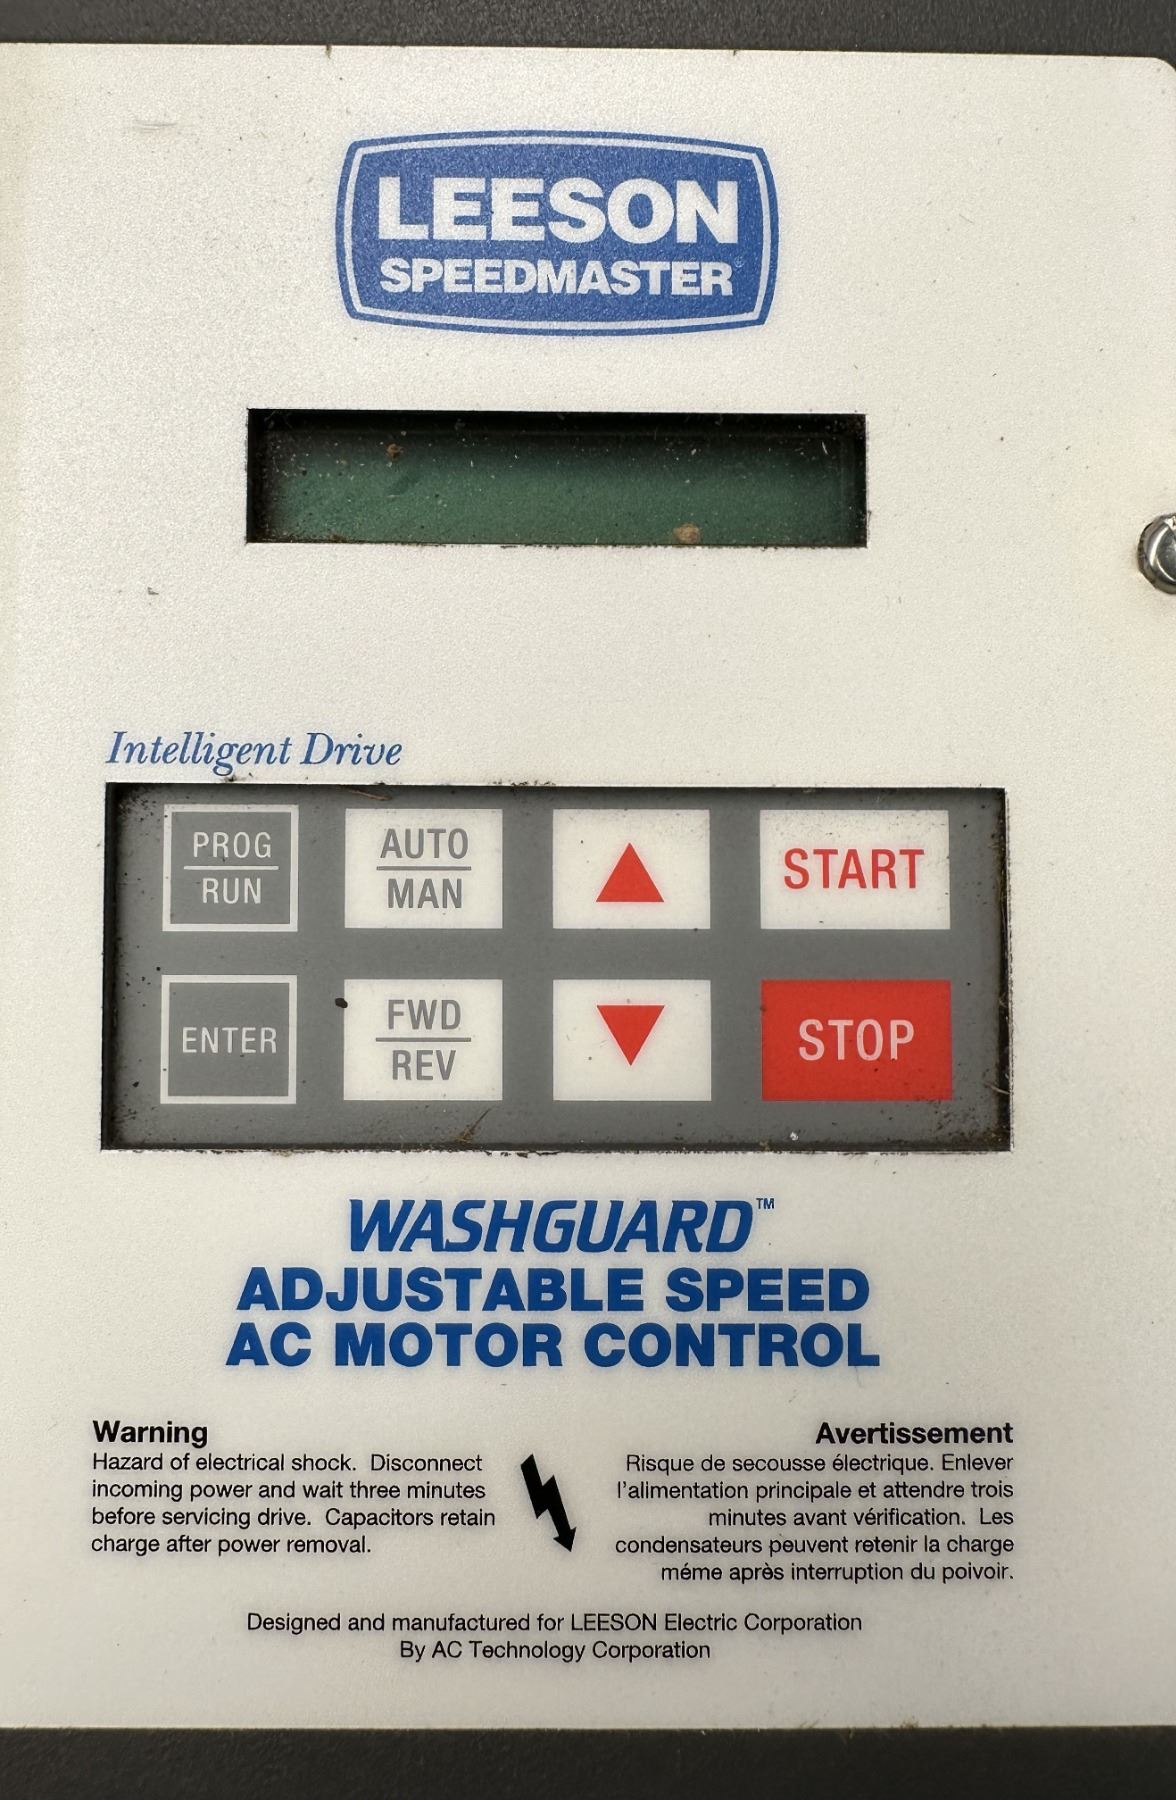 LEESON
SPEEDMASTER®
Intelligent Drive
PROG
RUN
AUTO
MAN
START
ENTER
FWD
REV
STOP
WASHGUARD™
ADJUSTABLE SPEED
AC MOTOR CONTROL
Warning
Hazard of electrical shock. Disconnect
incoming power and wait three minutes
before servicing drive. Capacitors retain
charge after power removal.
Avertissement
Risque de secousse électrique. Enlever
l'alimentation principale et attendre trois
minutes avant vérification. Les
condensateurs peuvent retenir la charge
méme après interruption du poivoir.
Designed and manufactured for LEESON Electric Corporation
By AC Technology Corporation